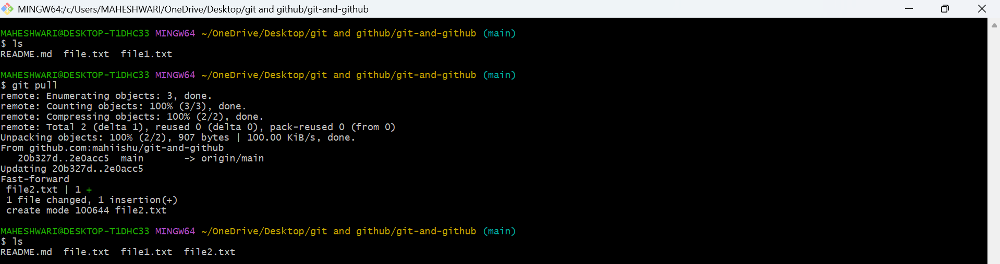 MINGW64:/c/Users/MAHESHWARI/OneDrive/Desktop/git and github/git-and-github
MAHESHWARI@DESKTOP-T1DHC33 MINGW64 ~/OneDrive/Desktop/git and github/git-and-github (main)
$ ls
README.md  file.txt  file1.txt
MAHESHWARI@DESKTOP-T1DHC33 MINGW64 ~/OneDrive/Desktop/git and github/git-and-github (main)
$ git pull
remote: Enumerating objects: 3, done.
remote: Counting objects: 100% (3/3), done.
remote: Compressing objects: 100% (2/2), done.
remote: Total 2 (delta 1), reused 0 (delta 0), pack-reused 0 (from 0)
Unpacking objects: 100% (2/2), 907 bytes | 100.00 KiB/s, done.
From github.com:mahiishu/git-and-github
   20b327d..2e0acc5  main       -> origin/main
Updating 20b327d..2e0acc5
Fast-forward
 file2.txt | 1 +
 1 file changed, 1 insertion(+)
 create mode 100644 file2.txt
MAHESHWARI@DESKTOP-T1DHC33 MINGW64 ~/OneDrive/Desktop/git and github/git-and-github (main)
$ ls
README.md  file.txt  file1.txt  file2.txt